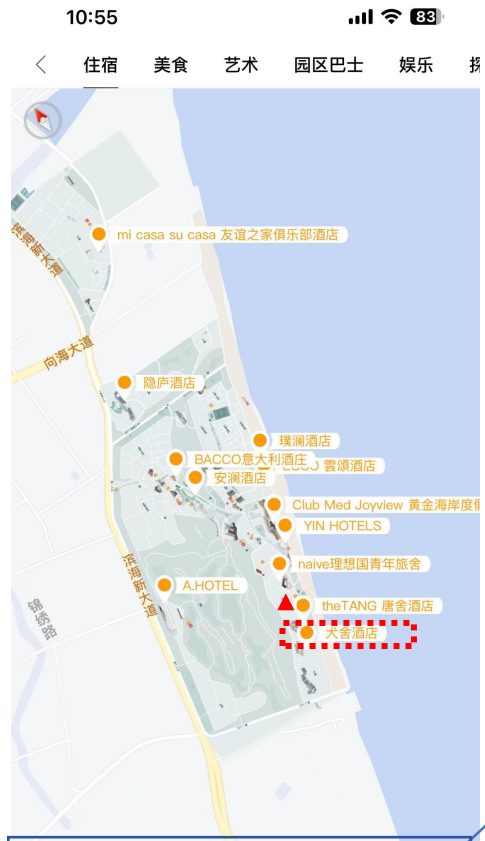 10:55
83
住宿 美食 艺术 园区巴士 娱乐
mi casa su casa 友谊之家俱乐部酒店
滨海新大道
向海大道
隐庐酒店
璞澜酒店
BACCO意大利酒庄
雲頌酒店
安澜酒店
Club Med Joyview 黄金海岸度假
YIN HOTELS
naive理想国青年旅舍
滨海新大道
A.HOTEL
锦绣路
theTANG 唐舍酒店
犬舍酒店